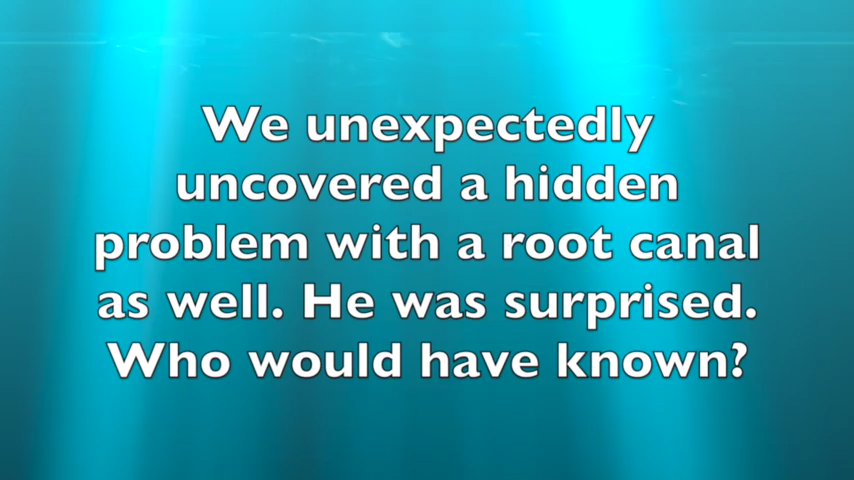 We unexpectedly
uncovered a hidden
problem with a root canal
as well. He was surprised.
Who would have known?